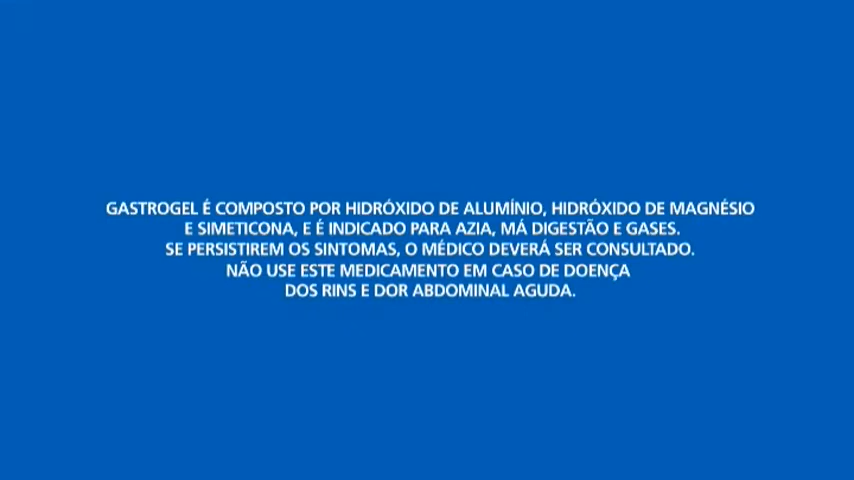 GASTROGEL É COMPOSTO POR HIDRÓXIDO DE ALUMÍNIO, HIDRÓXIDO DE MAGNÉSIO
E SIMETICONA, E É INDICADO PARA AZIA, MÁ DIGESTÃO E GASES.
SE PERSISTIREM OS SINTOMAS, O MÉDICO DEVERÁ SER CONSULTADO.
NÃO USE ESTE MEDICAMENTO EM CASO DE DOENÇA
DOS RINS E DOR ABDOMINAL AGUDA.